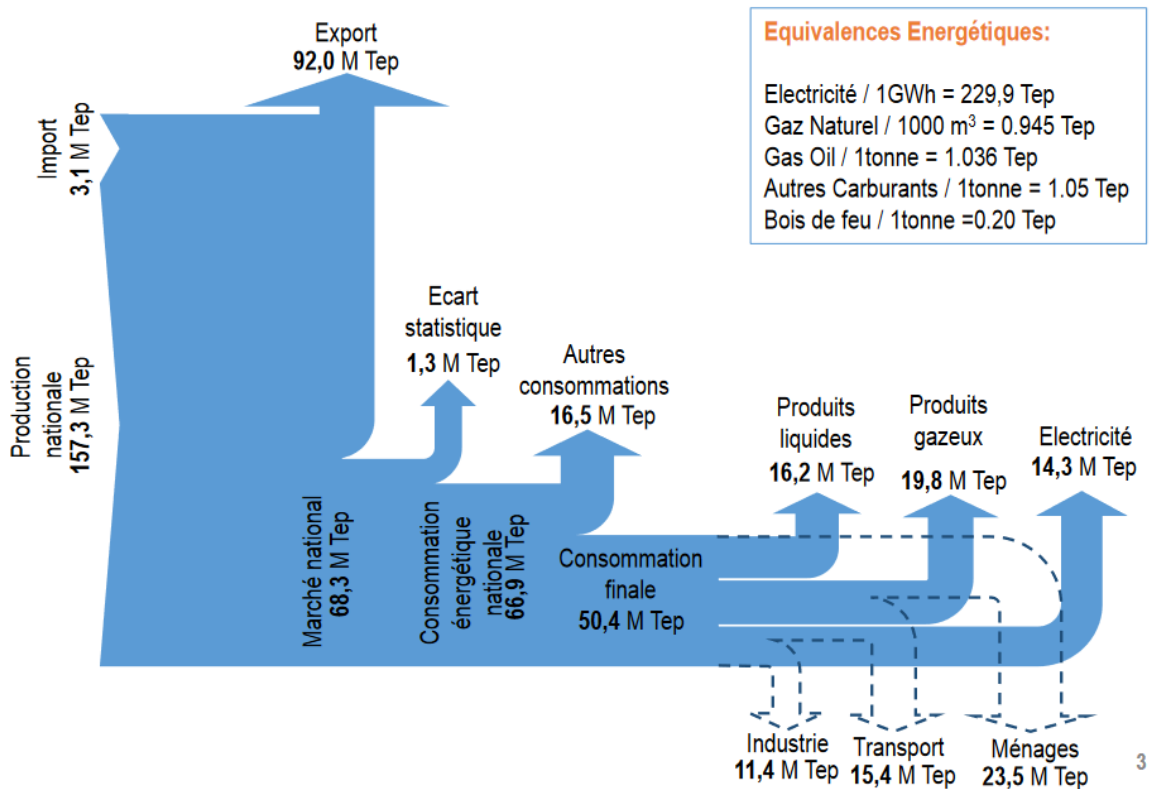 Export
92,0 M Tep
Equivalences Energétiques:
Electricité / 1GWh = 229,9 Tep
Gaz Naturel / 1000 m³ = 0.945 Tep
Gas Oil / 1tonne = 1.036 Tep
Autres Carburants / 1tonne = 1.05 Tep
Bois de feu / 1tonne =0.20 Tep
Import
3,1 M Tep
Production
nationale
157,3 M Tep
Ecart
statistique
1,3 M Tep
Autres
consommations
16,5 M Tep
Produits
liquides
16,2 M Tep
Produits
gazeux
19,8 M Tep
Electricité
14,3 M Tep
Marché national
68,3 M Tep
Consommation
énergétique
nationale
66,9 M Tep
Consommation
finale
50,4 M Tep
Industrie
11,4 M Tep
Transport
15,4 M Tep
Ménages
23,5 M Tep
3